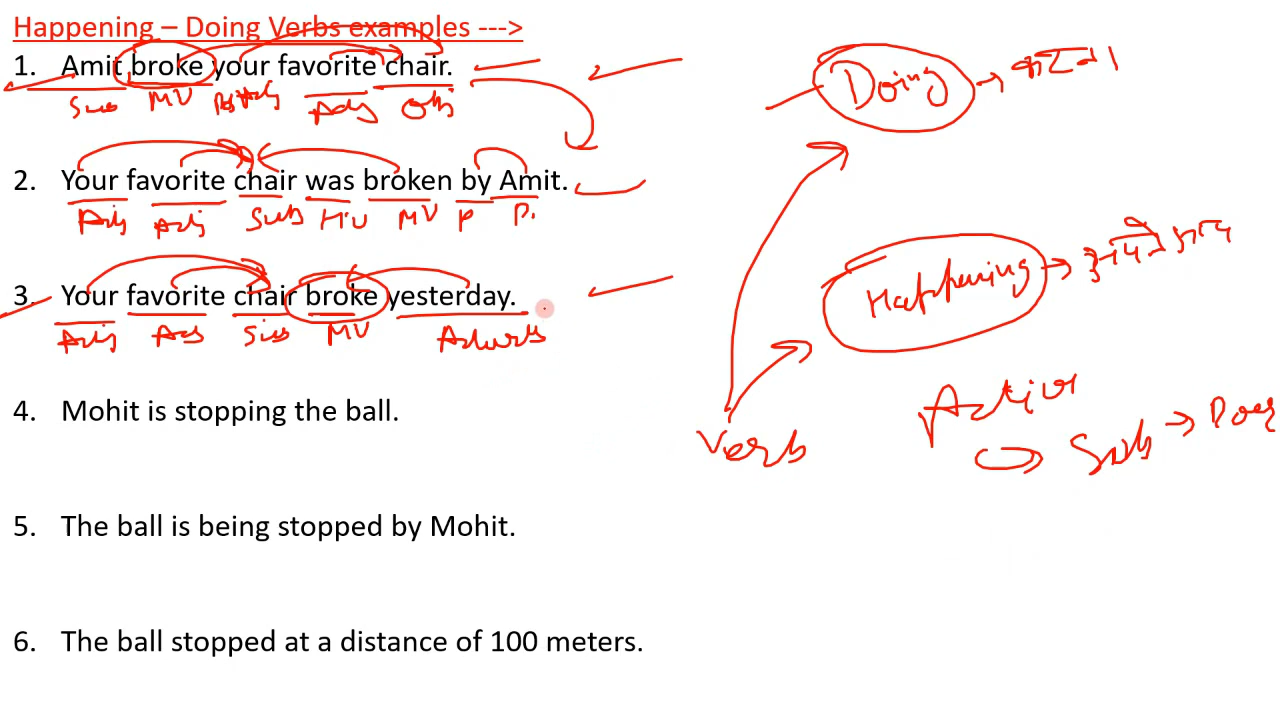 Happening – Doing Verbs examples --->
1. Amit broke your favorite chair.
Sub MV Adj Obj
2. Your favorite chair was broken by Amit.
Adj Adj Sub HV MV P P.
3. Your favorite chair broke yesterday.
Adj Adj Sub MV Adverb
4. Mohit is stopping the ball.
5. The ball is being stopped by Mohit.
6. The ball stopped at a distance of 100 meters.
Doing → करना
Happening →
Verb
Active
Sub → Doer